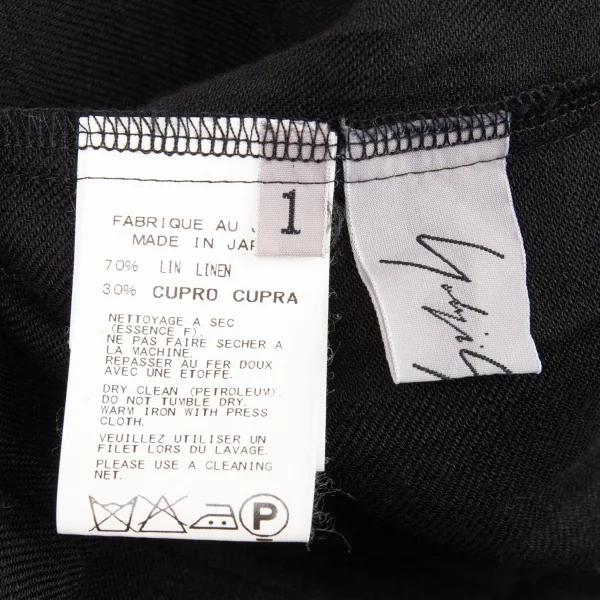 1
FABRIQUE AU
MADE IN
70% LIN LINEN
30% CUPRO CUPRA
NETTOYAGE A SEC
(ESSENCE F).
NE PAS FAIRE SECHER A
LA MACHINE.
REPASSER AU FER DOUX
AVEC UNE ETOFFE.
DRY CLEAN (PETROLEUM).
DO NOT TUMBLE DRY.
WARM IRON WITH PRESS
CLOTH.
VEUILLEZ UTILISER UN
FILET LORS DU LAVAGE.
PLEASE USE A CLEANING
NET.
P